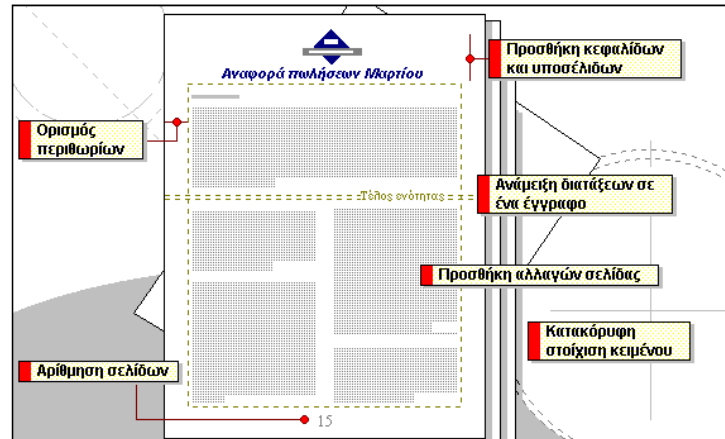 Αναφορά πωλήσεων Μαρτίου
Προσθήκη κεφαλίδων
και υποσέλιδων
Ορισμός
περιθωρίων
Τέλος ενότητας
Ανάμειξη διατάξεων σε
ένα έγγραφο
Προσθήκη αλλαγών σελίδας
Κατακόρυφη
στοίχιση κειμένου
Αρίθμηση σελίδων
15